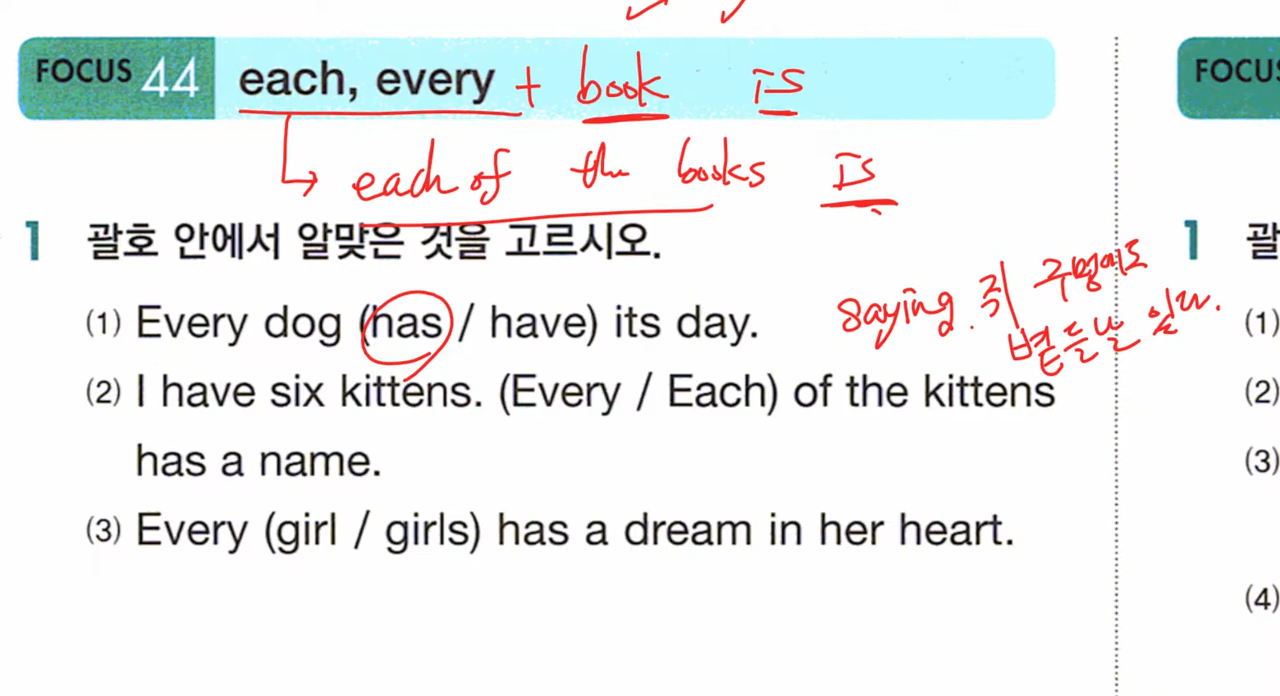 FOCUS 44 each, every + book is
each of the books is
1 괄호 안에서 알맞은 것을 고르시오.
(1) Every dog (has / have) its day.
saying. 쥐 구멍에도
볕들날 있다.
(2) I have six kittens. (Every / Each) of the kittens
has a name.
(3) Every (girl / girls) has a dream in her heart.
FOCUS
1 괄
(1)
(2)
(3)
(4)